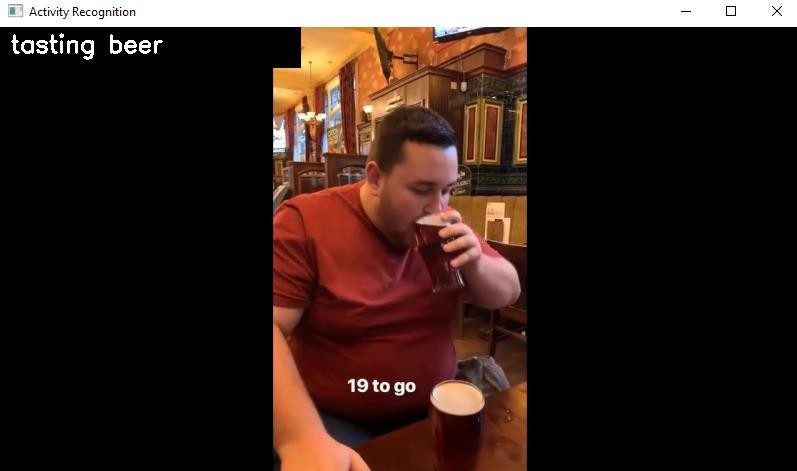 Activity Recognition
tasting beer
19 to go